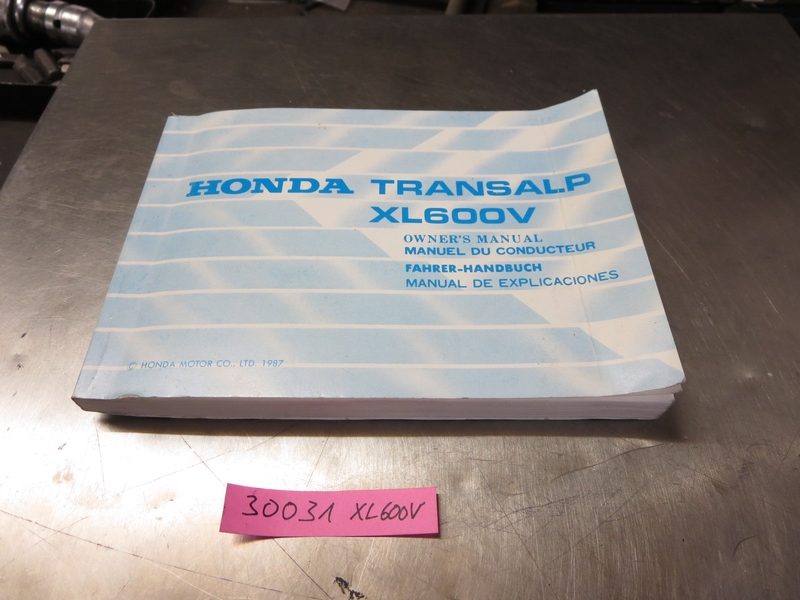 HONDA TRANSALP
XL600V
OWNER'S MANUAL
MANUEL DU CONDUCTEUR
FAHRER-HANDBUCH
MANUAL DE EXPLICACIONES
© HONDA MOTOR CO., LTD. 1987
30031 XL600V